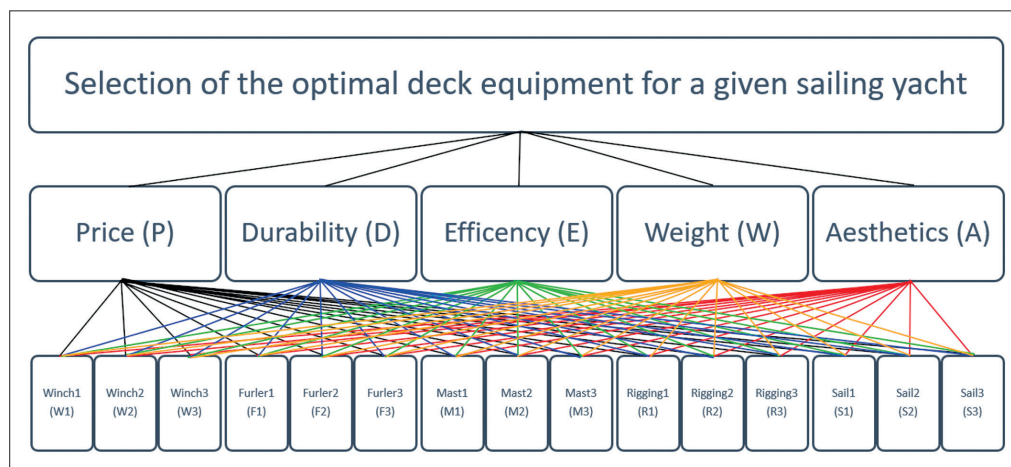 Selection of the optimal deck equipment for a given sailing yacht
Price (P)
Durability (D)
Efficency (E)
Weight (W)
Aesthetics (A)
Winch1
(W1)
Winch2
(W2)
Winch3
(W3)
Furler1
(F1)
Furler2
(F2)
Furler3
(F3)
Mast1
(M1)
Mast2
(M2)
Mast3
(M3)
Rigging1
(R1)
Rigging2
(R2)
Rigging3
(R3)
Sail1
(S1)
Sail2
(S2)
Sail3
(S3)